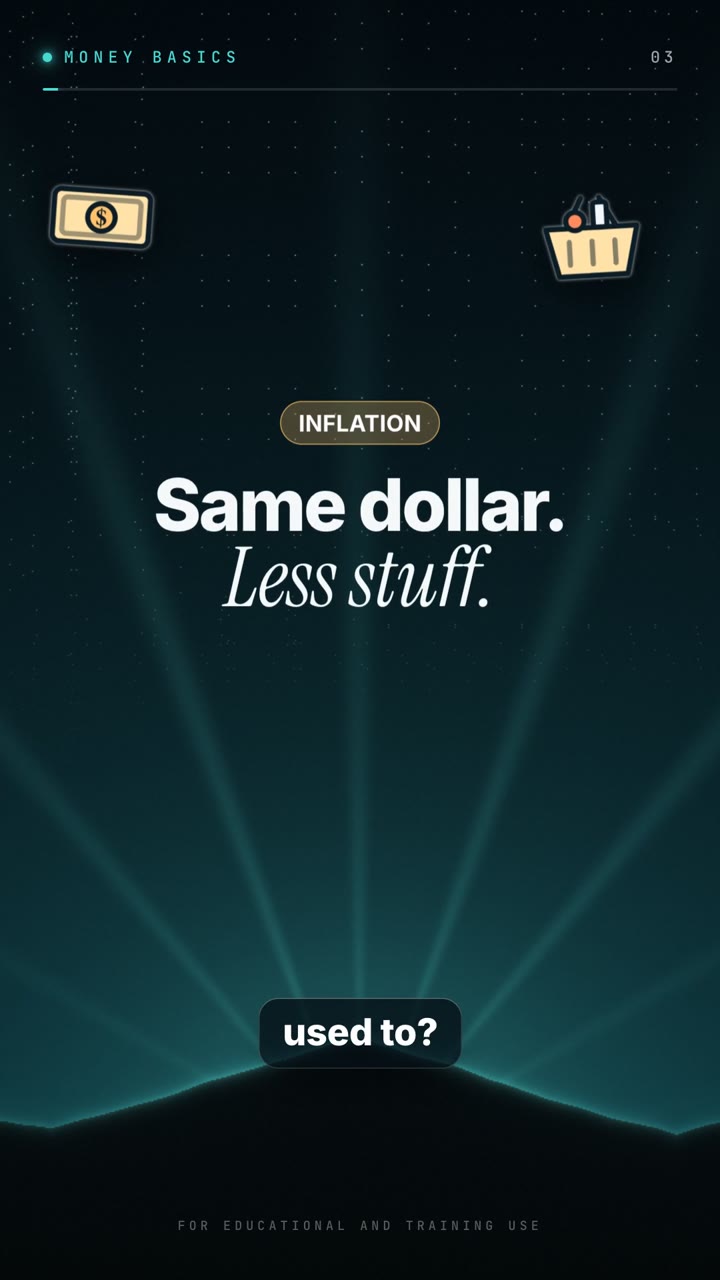 MONEY BASICS
03
$
INFLATION
Same dollar.
Less stuff.
used to?
FOR EDUCATIONAL AND TRAINING USE